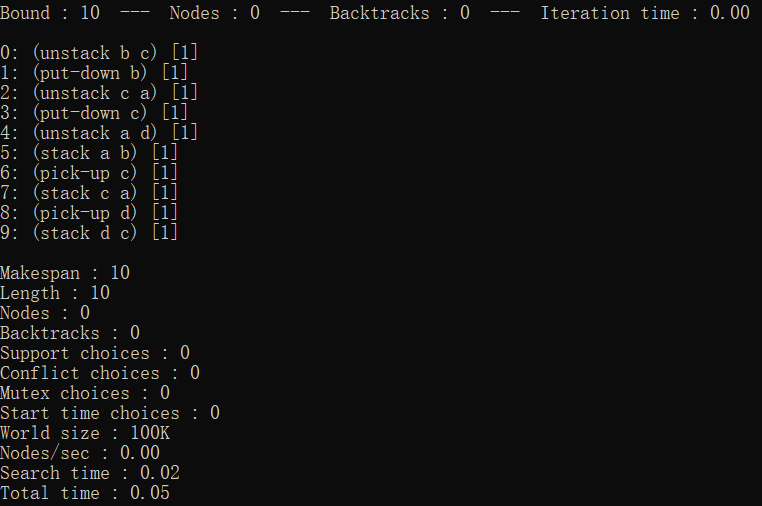 Bound : 10  ---  Nodes : 0  ---  Backtracks : 0  ---  Iteration time : 0.00
0: (unstack b c) [1]
1: (put-down b) [1]
2: (unstack c a) [1]
3: (put-down c) [1]
4: (unstack a d) [1]
5: (stack a b) [1]
6: (pick-up c) [1]
7: (stack c a) [1]
8: (pick-up d) [1]
9: (stack d c) [1]
Makespan : 10
Length : 10
Nodes : 0
Backtracks : 0
Support choices : 0
Conflict choices : 0
Mutex choices : 0
Start time choices : 0
World size : 100K
Nodes/sec : 0.00
Search time : 0.02
Total time : 0.05